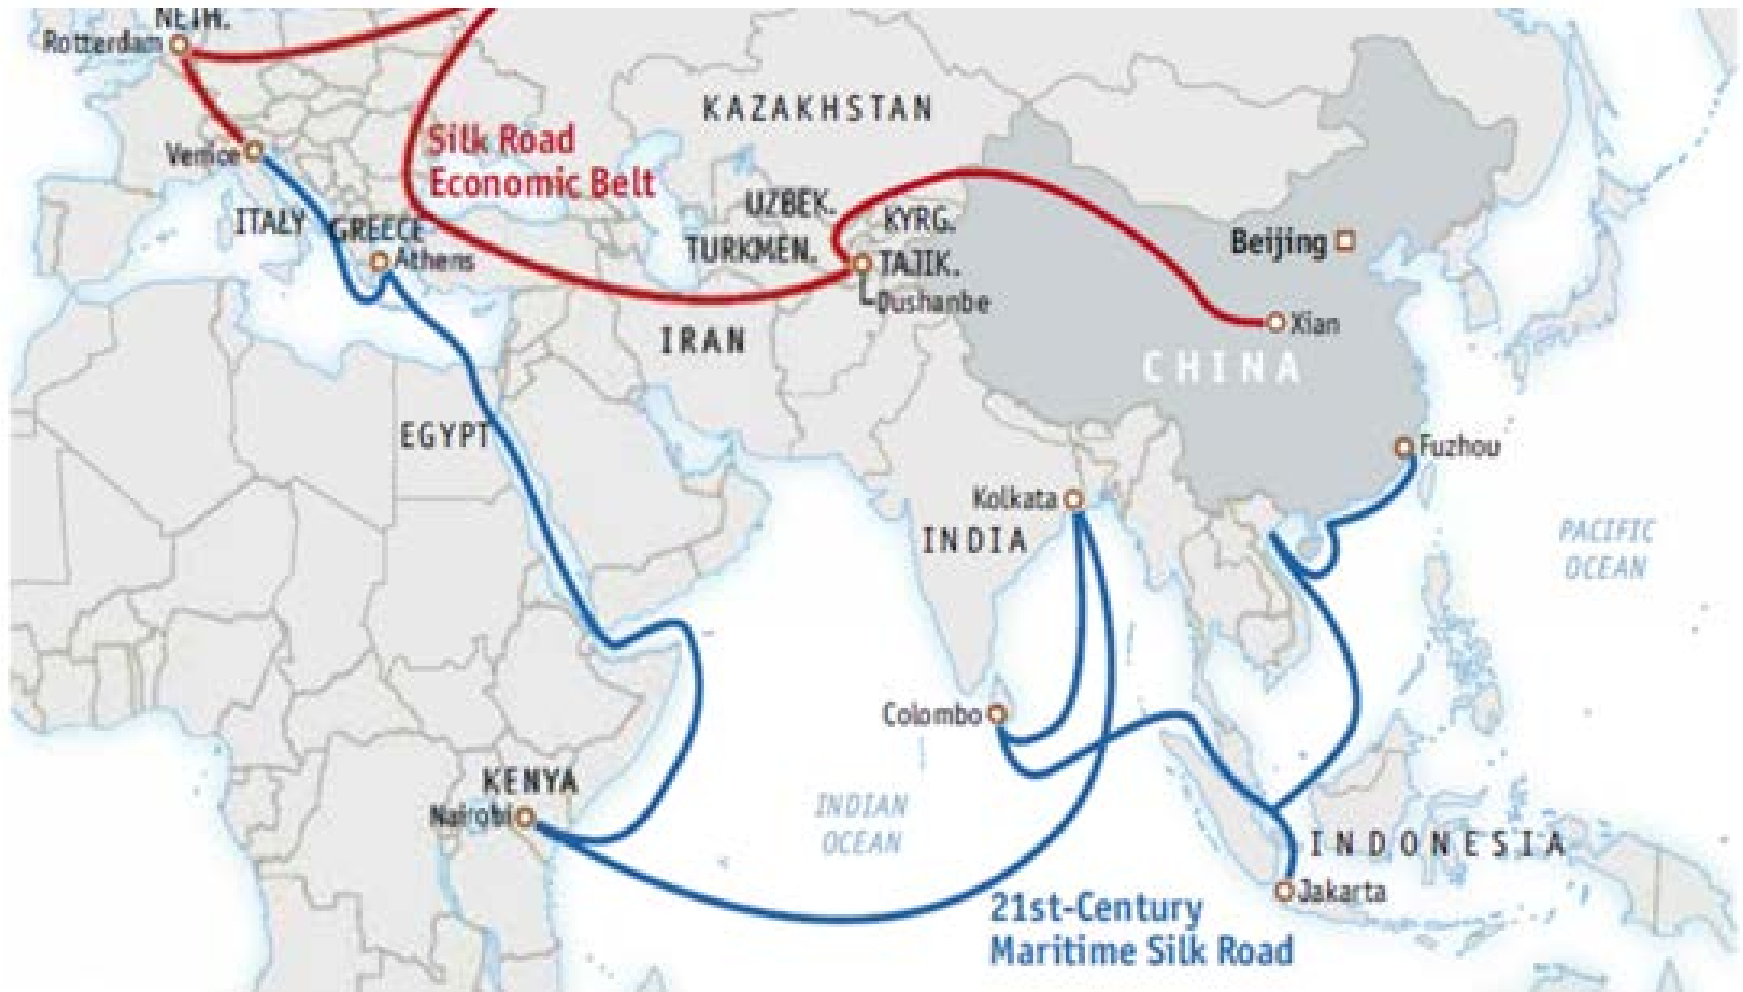 NETH.
Rotterdam
KAZAKHSTAN
Silk Road
Economic Belt
Venice
UZBEK.
KYRG.
ITALY
GREECE
TURKMEN.
Beijing
Athens
TAJIK.
Dushanbe
Xian
IRAN
CHINA
EGYPT
Fuzhou
Kolkata
INDIA
PACIFIC
OCEAN
Colombo
KENYA
Nairobi
INDIAN
OCEAN
INDONESIA
Jakarta
21st-Century
Maritime Silk Road